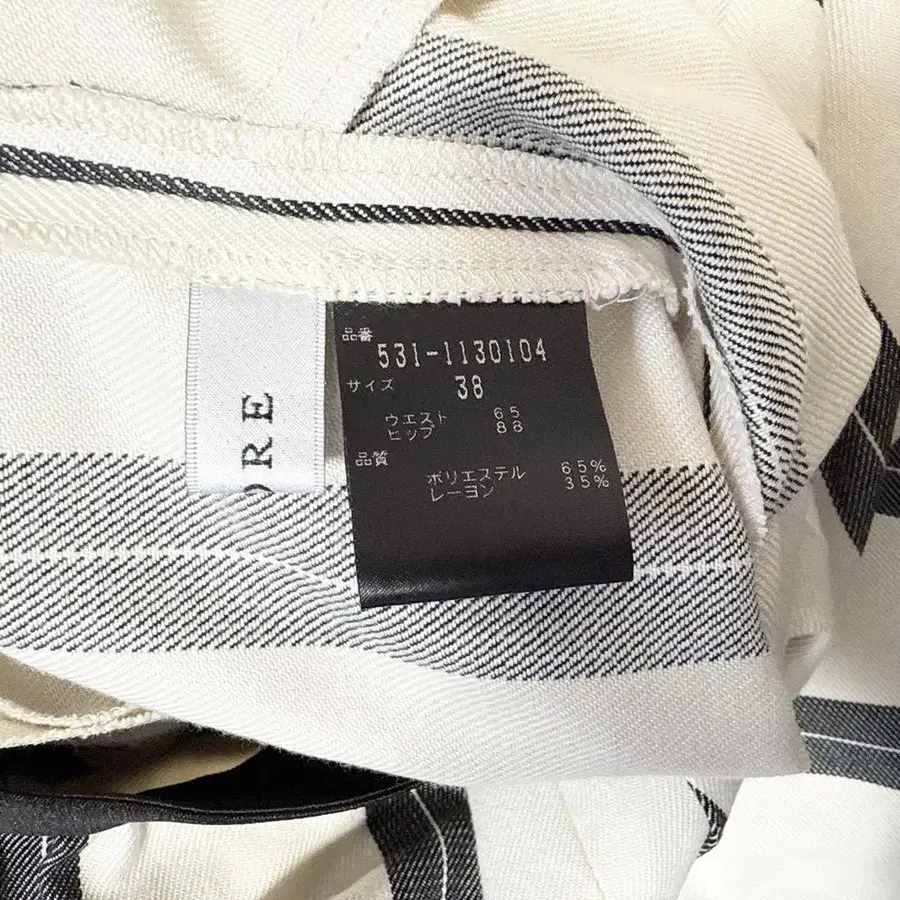 ORE
品番
531-1130104
サイズ 38
ウエスト 65
ヒップ 88
品質
ポリエステル 65%
レーヨン 35%